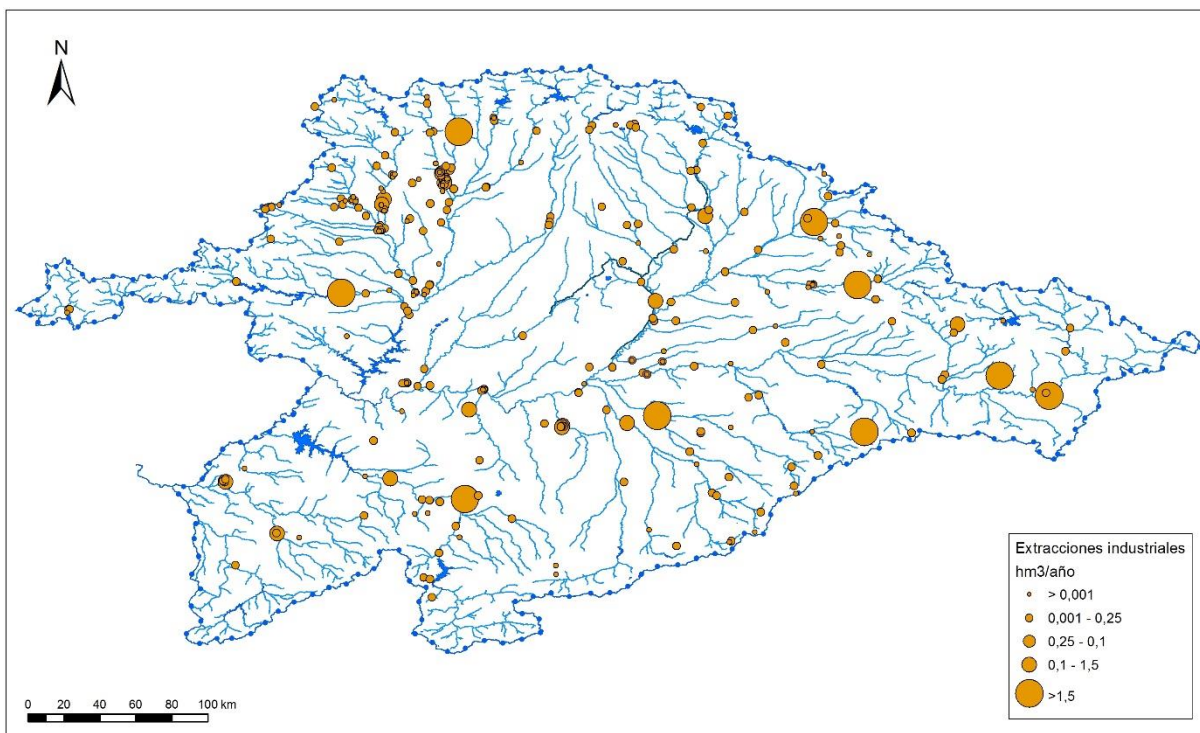 N
Extracciones industriales
hm3/año
> 0,001
0,001 - 0,25
0,25 - 0,1
0,1 - 1,5
>1,5
0 20 40 60 80 100 km